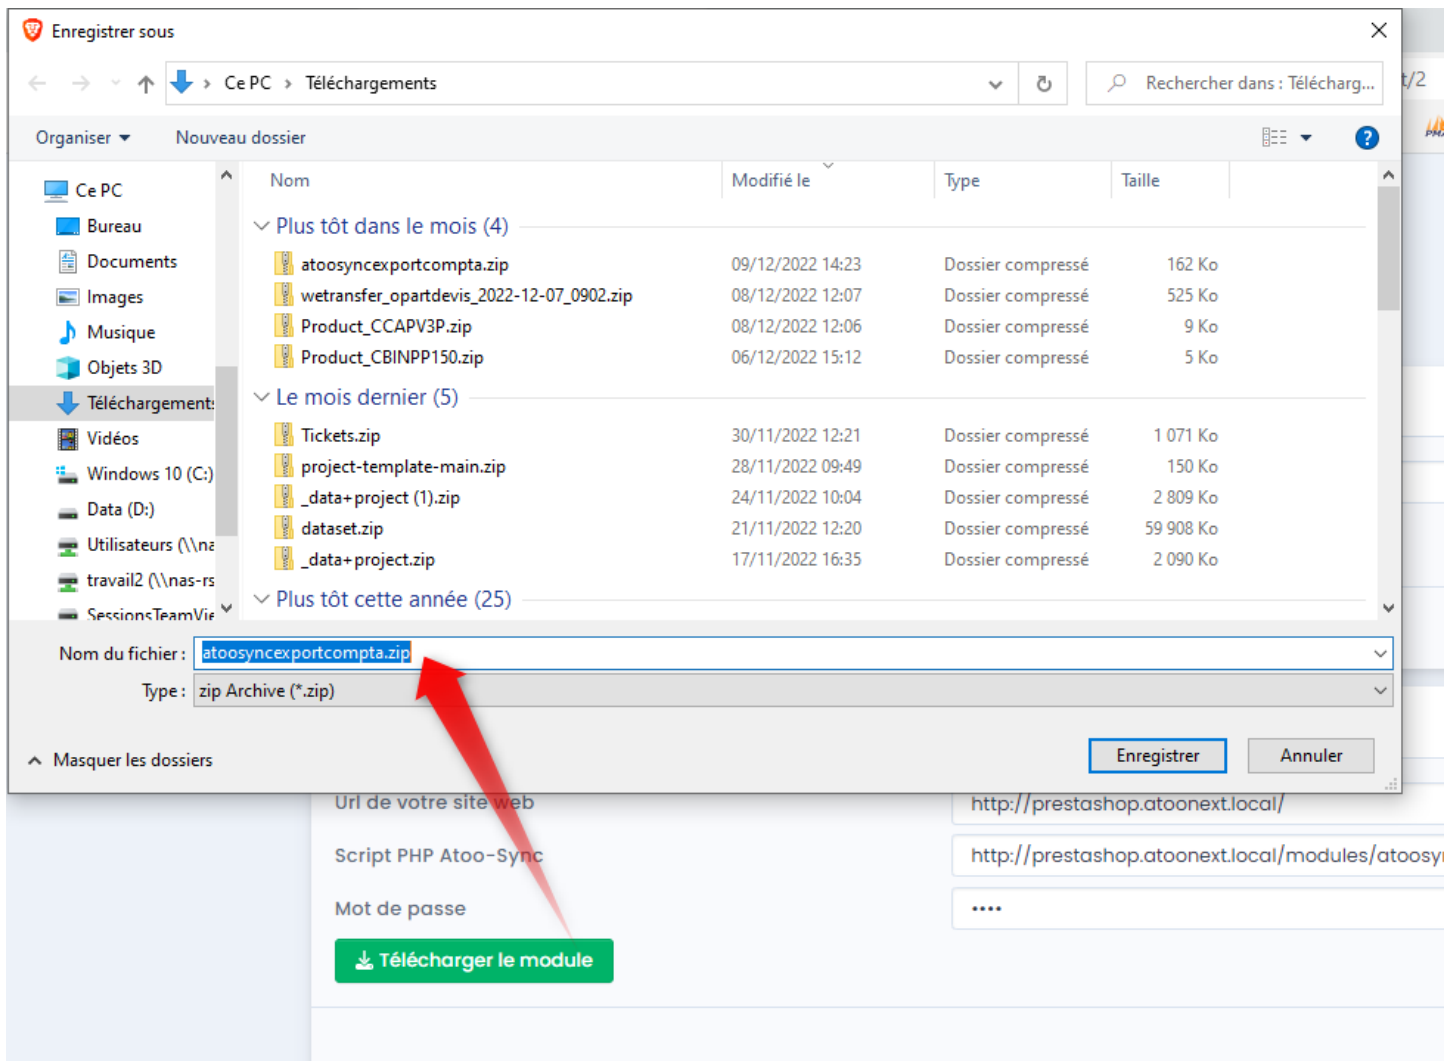 Enregistrer sous
Ce PC › Téléchargements
Rechercher dans : Télécharg...
t/2
Organiser
Nouveau dossier
?
PMA
Nom Modifié le Type Taille
Ce PC
Bureau
Documents
Images
Musique
Objets 3D
Téléchargements
Vidéos
Windows 10 (C:)
Data (D:)
Utilisateurs (\\na
travail2 (\\nas-rs
SessionsTeamVie
Plus tôt dans le mois (4)
atoosyncexportcompta.zip 09/12/2022 14:23 Dossier compressé 162 Ko
wetransfer_opartdevis_2022-12-07_0902.zip 08/12/2022 12:07 Dossier compressé 525 Ko
Product_CCAPV3P.zip 08/12/2022 12:06 Dossier compressé 9 Ko
Product_CBINPP150.zip 06/12/2022 15:12 Dossier compressé 5 Ko
Le mois dernier (5)
Tickets.zip 30/11/2022 12:21 Dossier compressé 1 071 Ko
project-template-main.zip 28/11/2022 09:49 Dossier compressé 150 Ko
_data+project (1).zip 24/11/2022 10:04 Dossier compressé 2 809 Ko
dataset.zip 21/11/2022 12:20 Dossier compressé 59 908 Ko
_data+project.zip 17/11/2022 16:35 Dossier compressé 2 090 Ko
Plus tôt cette année (25)
Nom du fichier : atoosyncexportcompta.zip
Type : zip Archive (*.zip)
Masquer les dossiers
Enregistrer
Annuler
Url de votre site web http://prestashop.atoonext.local/
Script PHP Atoo-Sync http://prestashop.atoonext.local/modules/atoosy
Mot de passe ••••
Télécharger le module